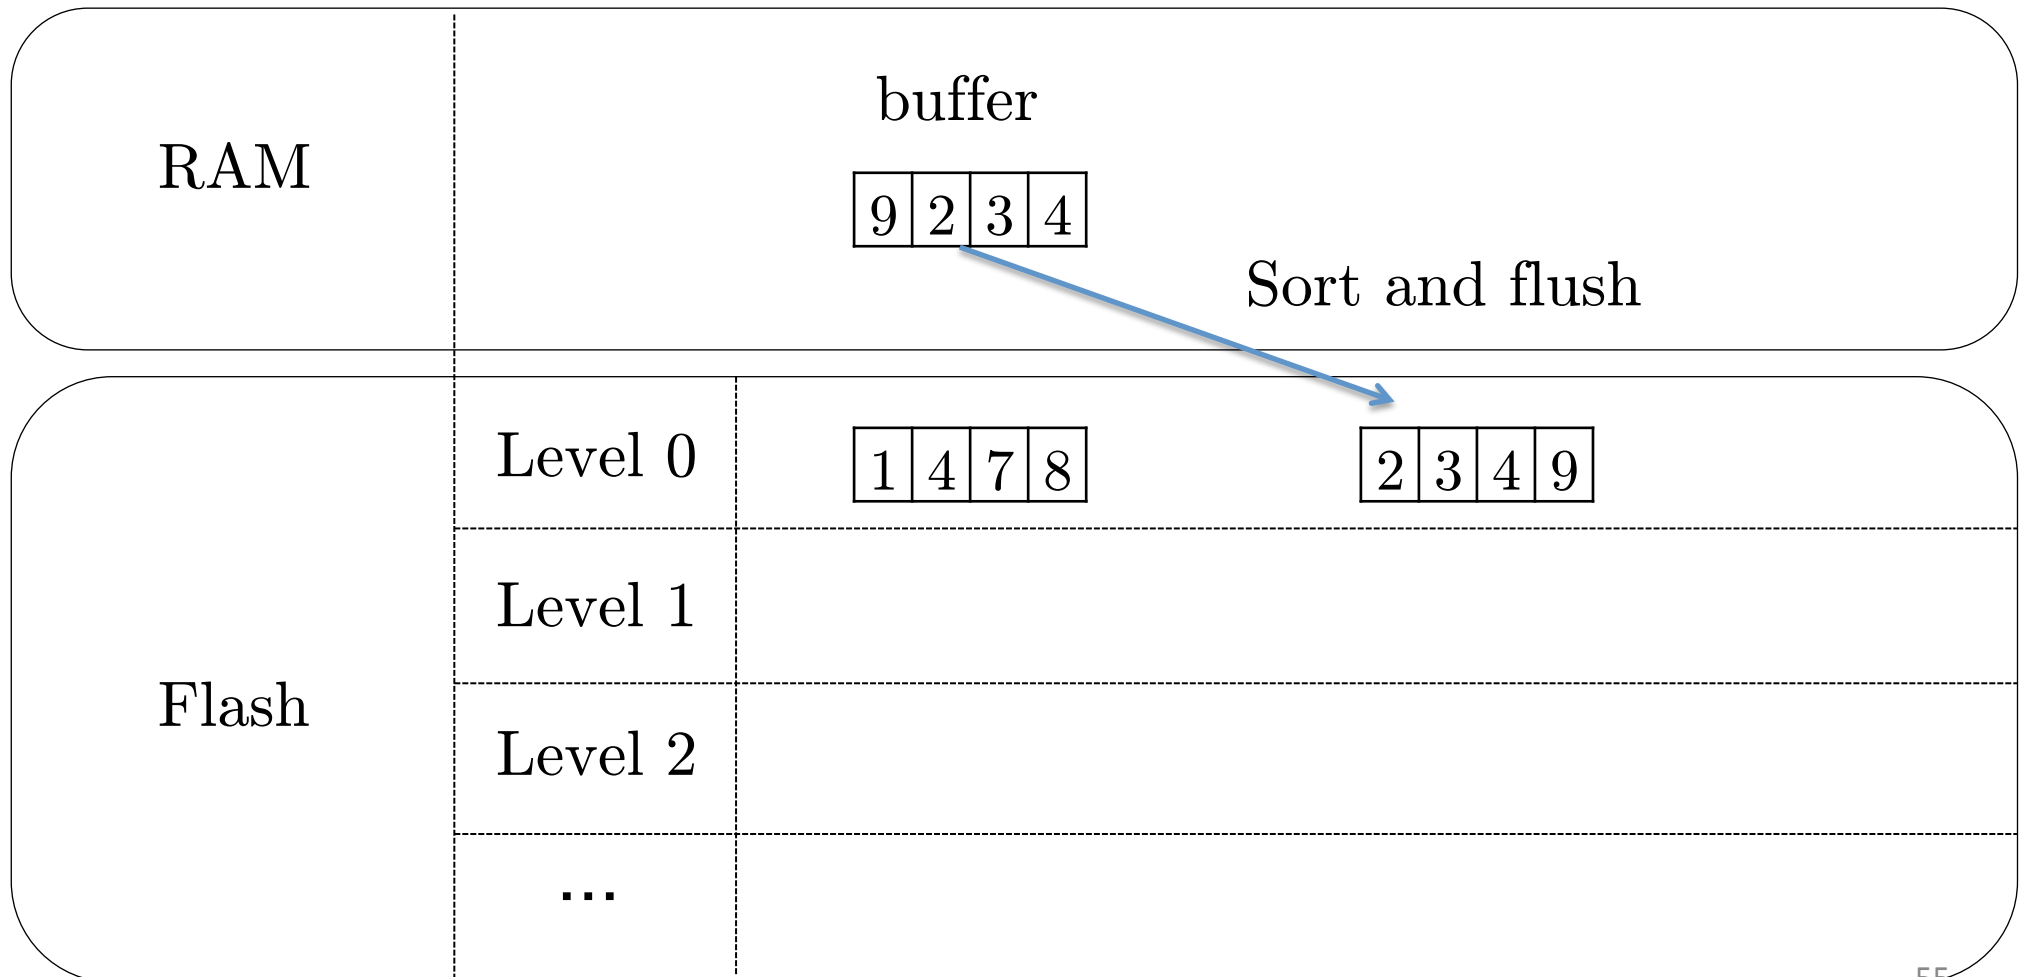 buffer
RAM
9 2 3 4
Sort and flush
Level 0
1 4 7 8
2 3 4 9
Level 1
Flash
Level 2
...
55